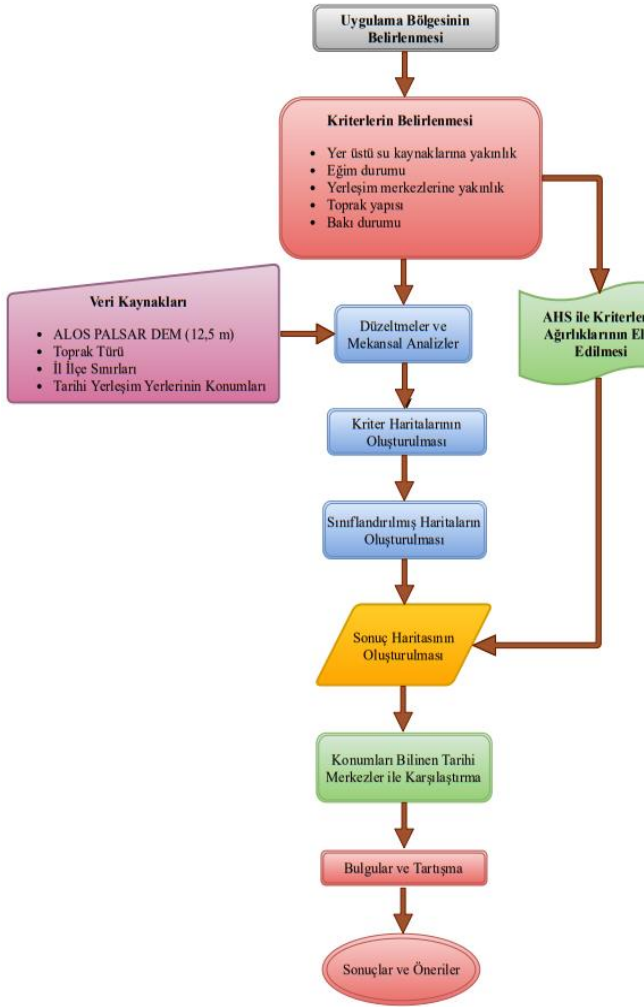 Uygulama Bölgesinin
Belirlenmesi
Kriterlerin Belirlenmesi
• Yer üstü su kaynaklarına yakınlık
• Eğim durumu
• Yerleşim merkezlerine yakınlık
• Toprak yapısı
• Bakı durumu
Veri Kaynakları
• ALOS PALSAR DEM (12,5 m)
• Toprak Türü
• İl İlçe Sınırları
• Tarihi Yerleşim Yerlerinin Konumları
Düzeltmeler ve
Mekansal Analizler
AHS ile
Ağırlıklarının
Edilmesi
Kriter Haritalarının
Oluşturulması
Sınıflandırılmış Haritaların
Oluşturulması
Sonuç Haritasının
Oluşturulması
Konumları Bilinen Tarihi
Merkezler ile Karşılaştırma
Bulgular ve Tartışma
Sonuçlar ve Öneriler